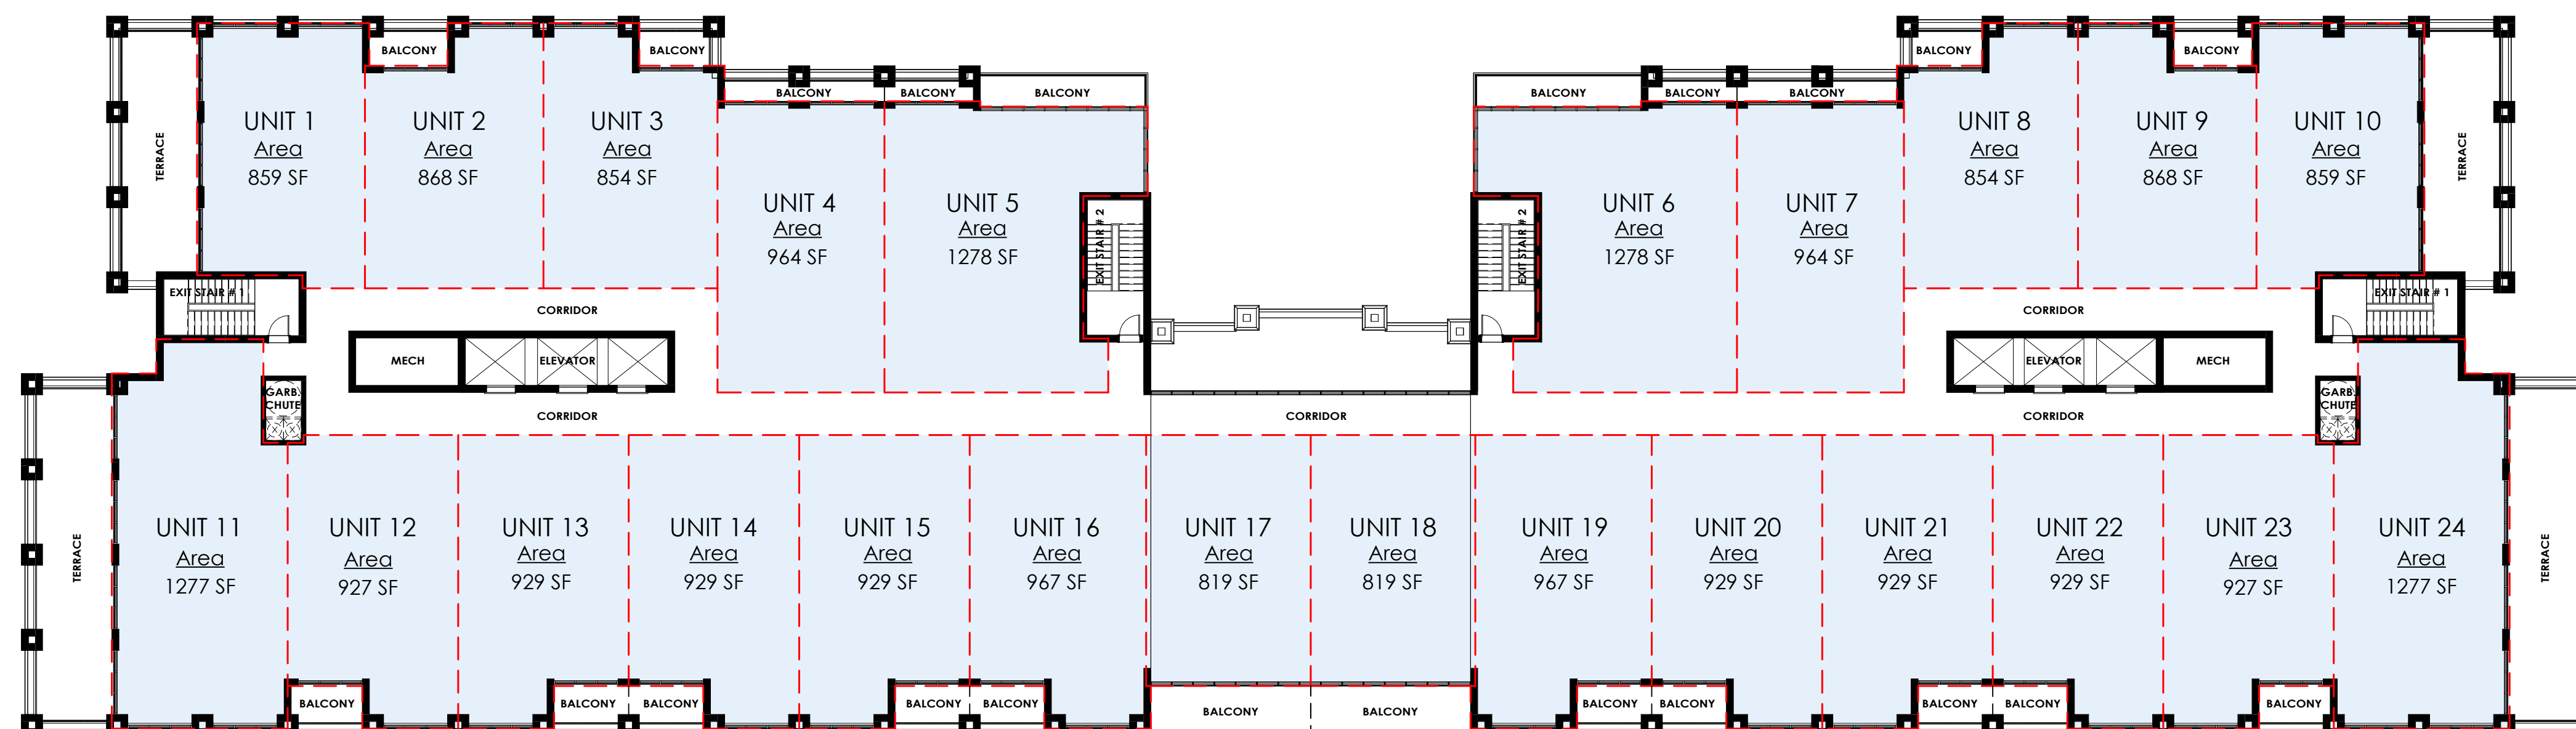 BALCONY
BALCONY
BALCONY
BALCONY
BALCONY
BALCONY
BALCONY
BALCONY
BALCONY
BALCONY
TERRACE
UNIT 1
Area
859 SF
UNIT 2
Area
868 SF
UNIT 3
Area
854 SF
UNIT 4
Area
964 SF
UNIT 5
Area
1278 SF
EXIT STAIR # 2
EXIT STAIR # 2
UNIT 6
Area
1278 SF
UNIT 7
Area
964 SF
UNIT 8
Area
854 SF
UNIT 9
Area
868 SF
UNIT 10
Area
859 SF
TERRACE
EXIT STAIR # 1
CORRIDOR
CORRIDOR
EXIT STAIR # 1
MECH
ELEVATOR
ELEVATOR
MECH
GARB.
CHUTE
GARB.
CHUTE
CORRIDOR
CORRIDOR
CORRIDOR
TERRACE
UNIT 11
Area
1277 SF
UNIT 12
Area
927 SF
UNIT 13
Area
929 SF
UNIT 14
Area
929 SF
UNIT 15
Area
929 SF
UNIT 16
Area
967 SF
UNIT 17
Area
819 SF
UNIT 18
Area
819 SF
UNIT 19
Area
967 SF
UNIT 20
Area
929 SF
UNIT 21
Area
929 SF
UNIT 22
Area
929 SF
UNIT 23
Area
927 SF
UNIT 24
Area
1277 SF
TERRACE
BALCONY
BALCONY
BALCONY
BALCONY
BALCONY
BALCONY
BALCONY
BALCONY
BALCONY
BALCONY
BALCONY
BALCONY